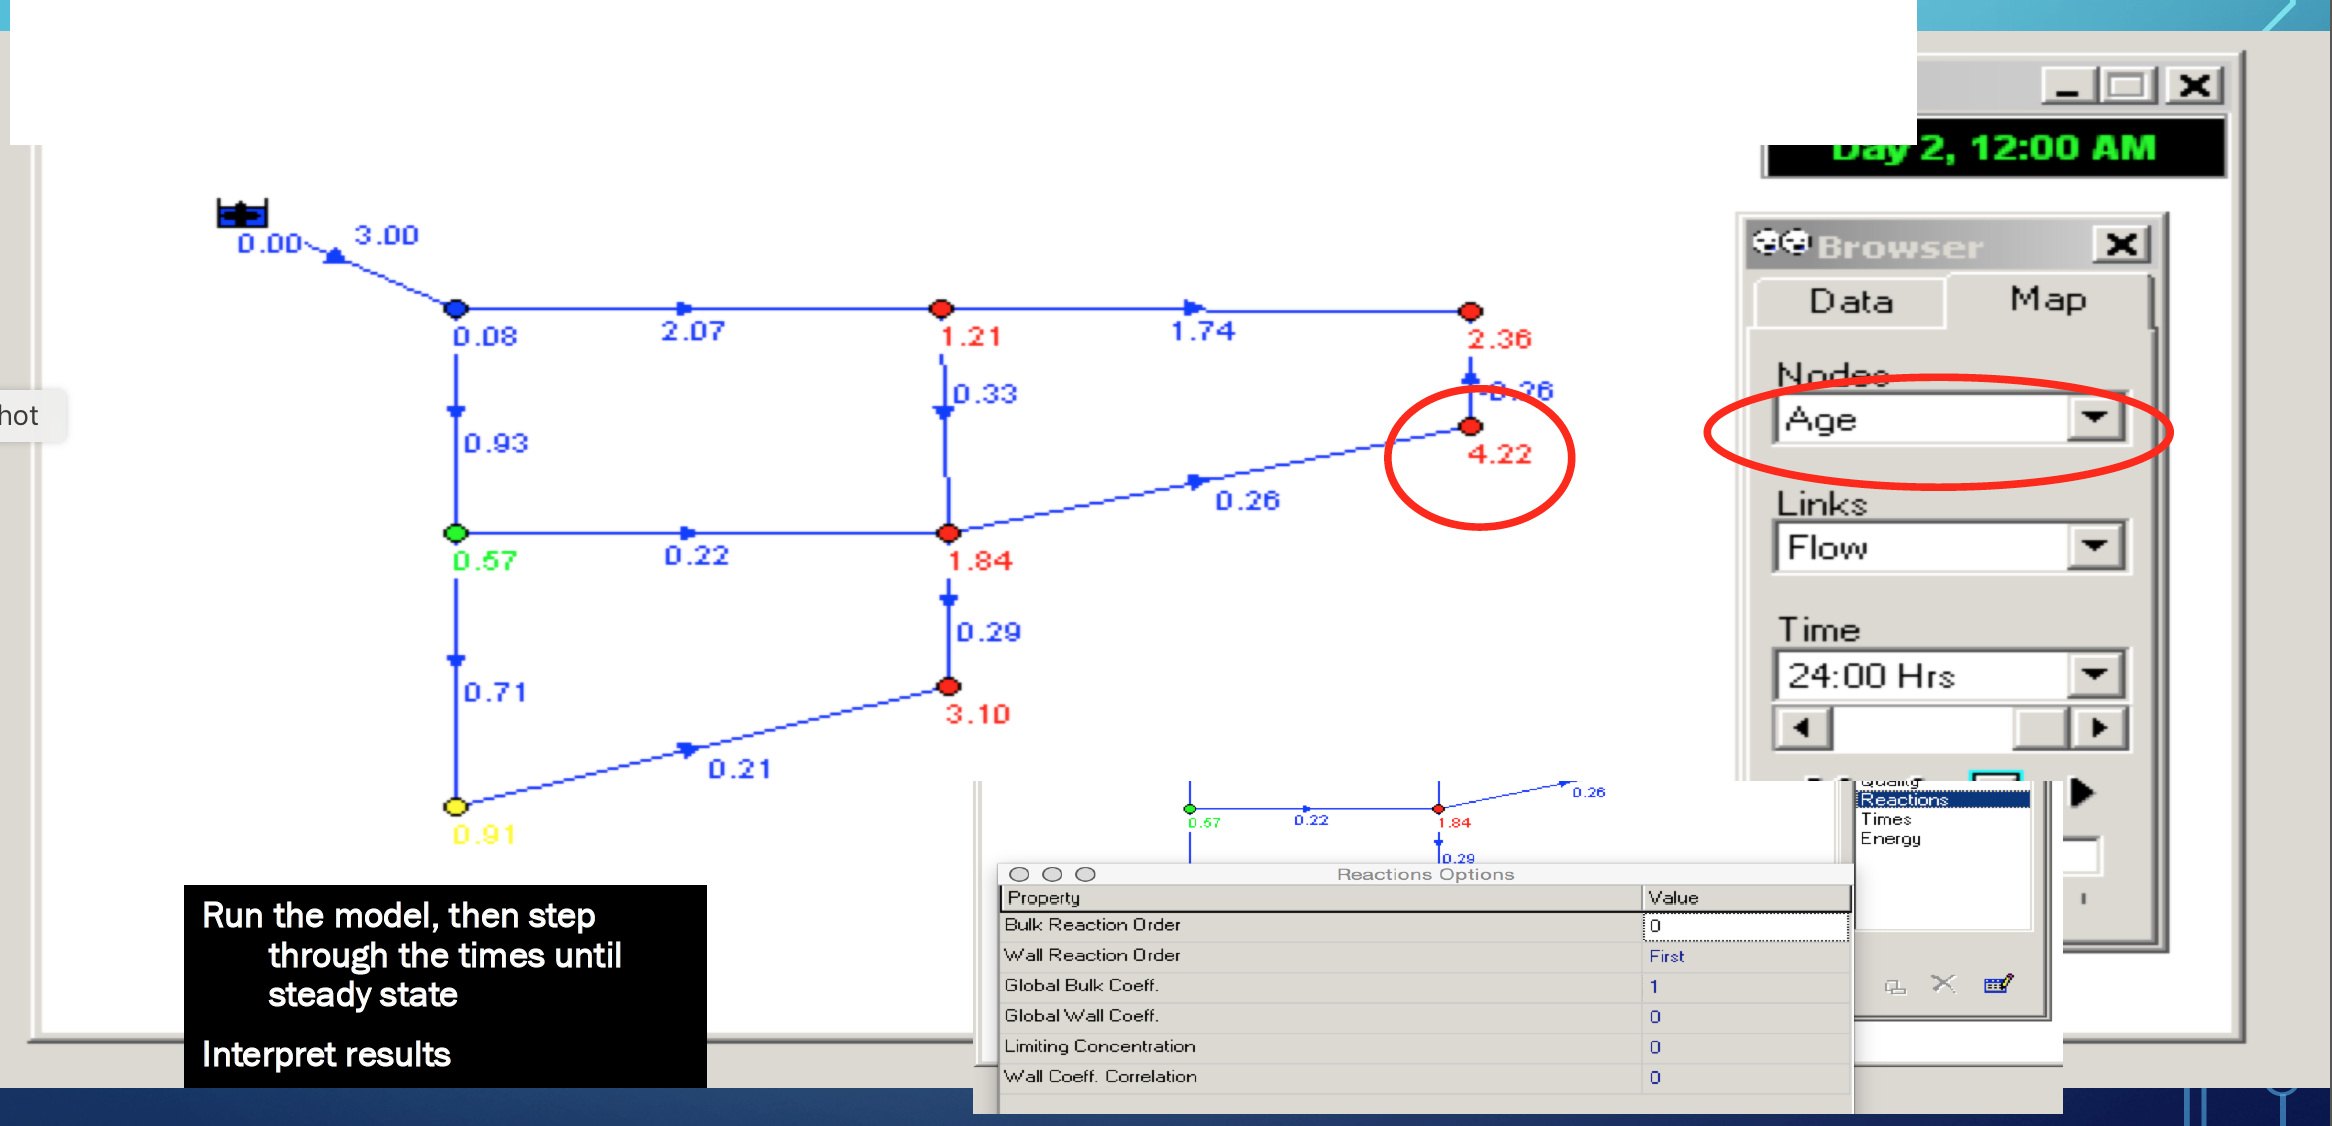 Day 2, 12:00 AM
0.00
3.00
Browser
Data
Map
0.08
2.07
1.21
1.74
2.36
Nodes
0.33
-0.26
hot
Age
0.93
4.22
0.26
Links
0.57
0.22
1.84
Flow
0.29
Time
0.71
24:00 Hrs
3.10
0.21
0.91
0.26
Quality
Reactions
0.57
0.22
1.84
Times
Energy
0.29
Reactions Options
Property
Value
Bulk Reaction Order
0
Wall Reaction Order
First
Global Bulk Coeff.
1
Global Wall Coeff.
0
Limiting Concentration
0
Wall Coeff. Correlation
0
Run the model, then step
through the times until
steady state
Interpret results